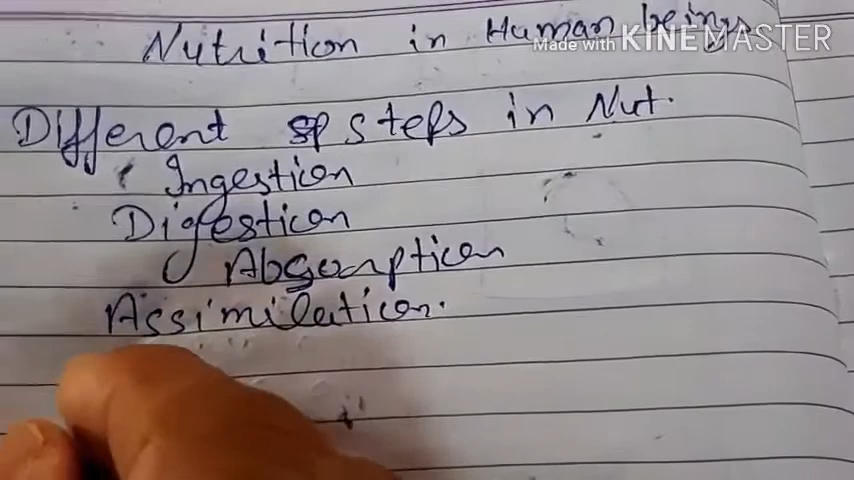 Nutrition in Human beings
Made with KINEMASTER
Different sp steps in Nut.
Ingestion
Digestion
Absorption
Assimilation.